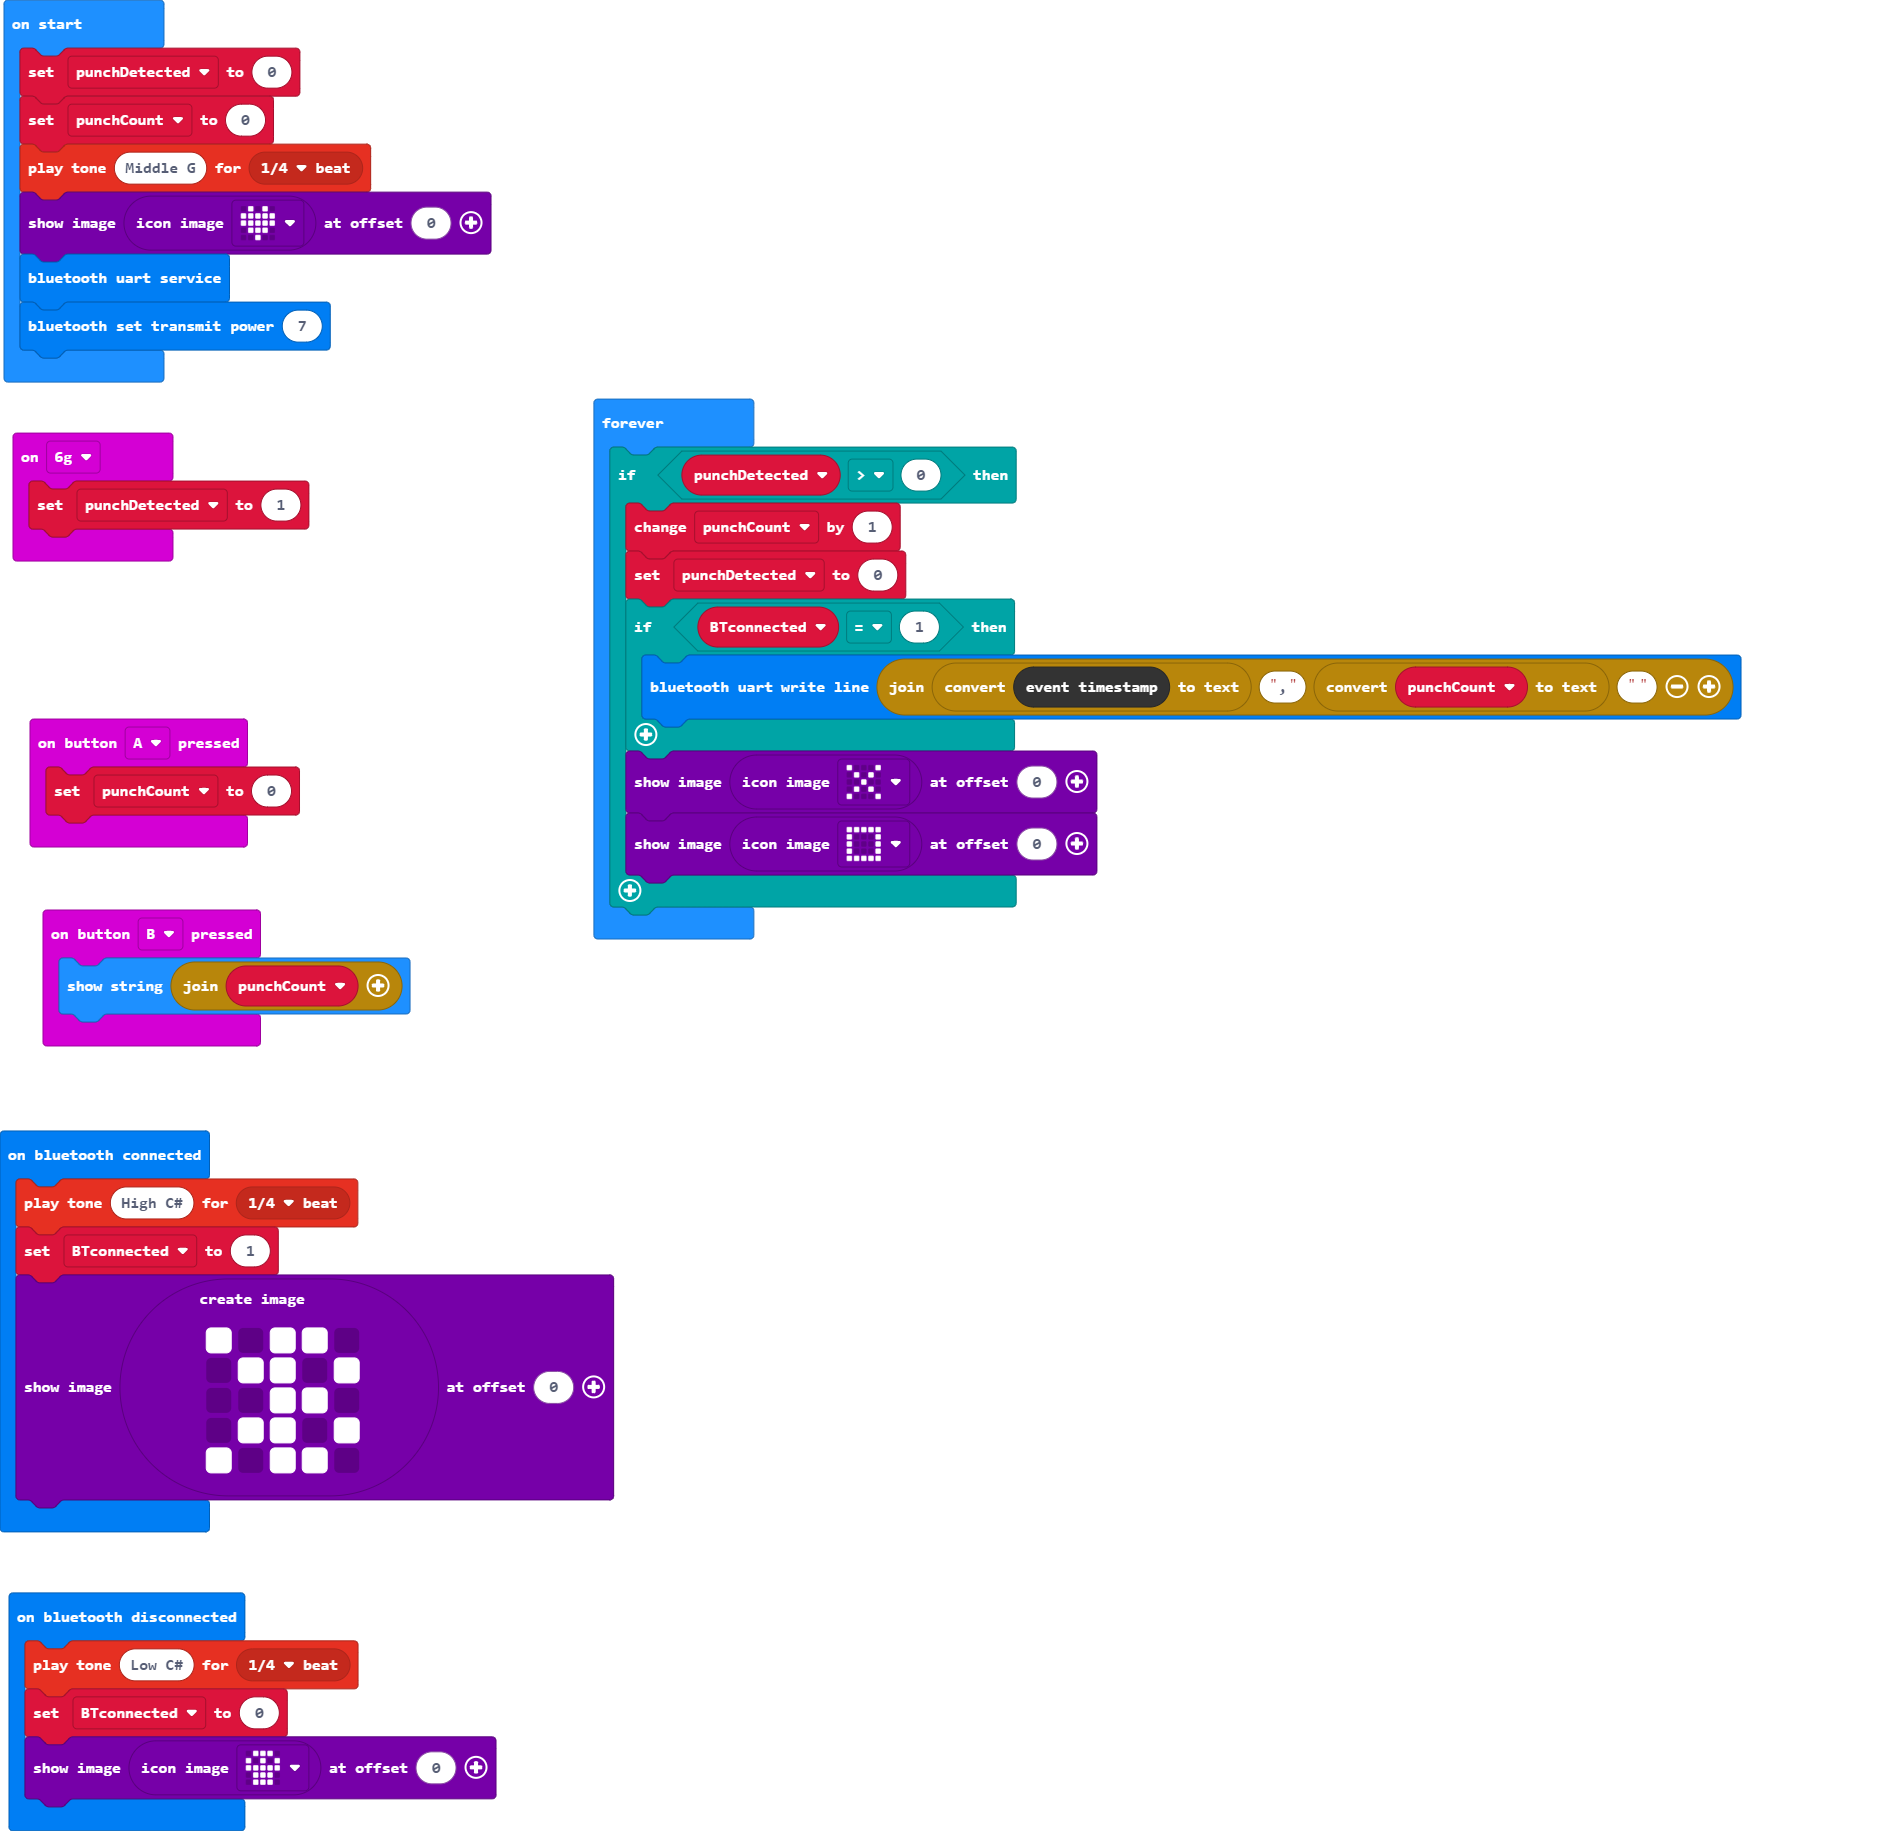 on start
set punchDetected to 0
set punchCount to 0
play tone Middle G for 1/4 beat
show image icon image at offset 0
bluetooth uart service
bluetooth set transmit power 7
on 6g
set punchDetected to 1
on button A pressed
set punchCount to 0
on button B pressed
show string join punchCount
forever
if punchDetected > 0 then
change punchCount by 1
set punchDetected to 0
if BTconnected = 1 then
bluetooth uart write line join convert event timestamp to text "," convert punchCount to text " "
show image icon image at offset 0
show image icon image at offset 0
on bluetooth connected
play tone High C# for 1/4 beat
set BTconnected to 1
create image
show image at offset 0
on bluetooth disconnected
play tone Low C# for 1/4 beat
set BTconnected to 0
show image icon image at offset 0